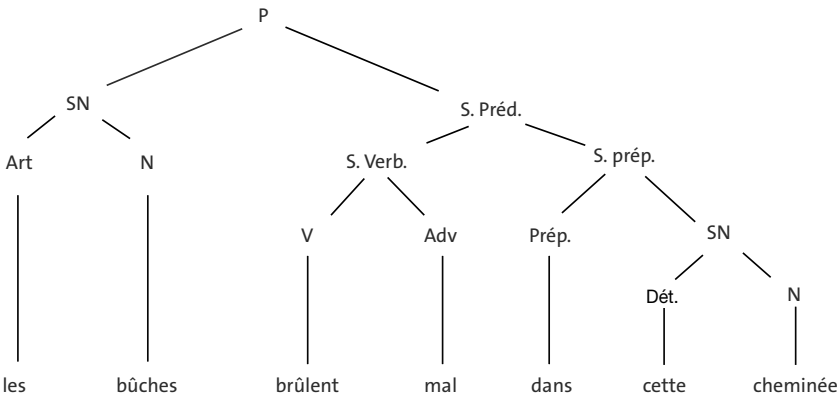 P
SN
S. Préd.
Art N S. Verb. S. prép.
V Adv Prép. SN
Dét. N
les bûches brûlent mal dans cette cheminée